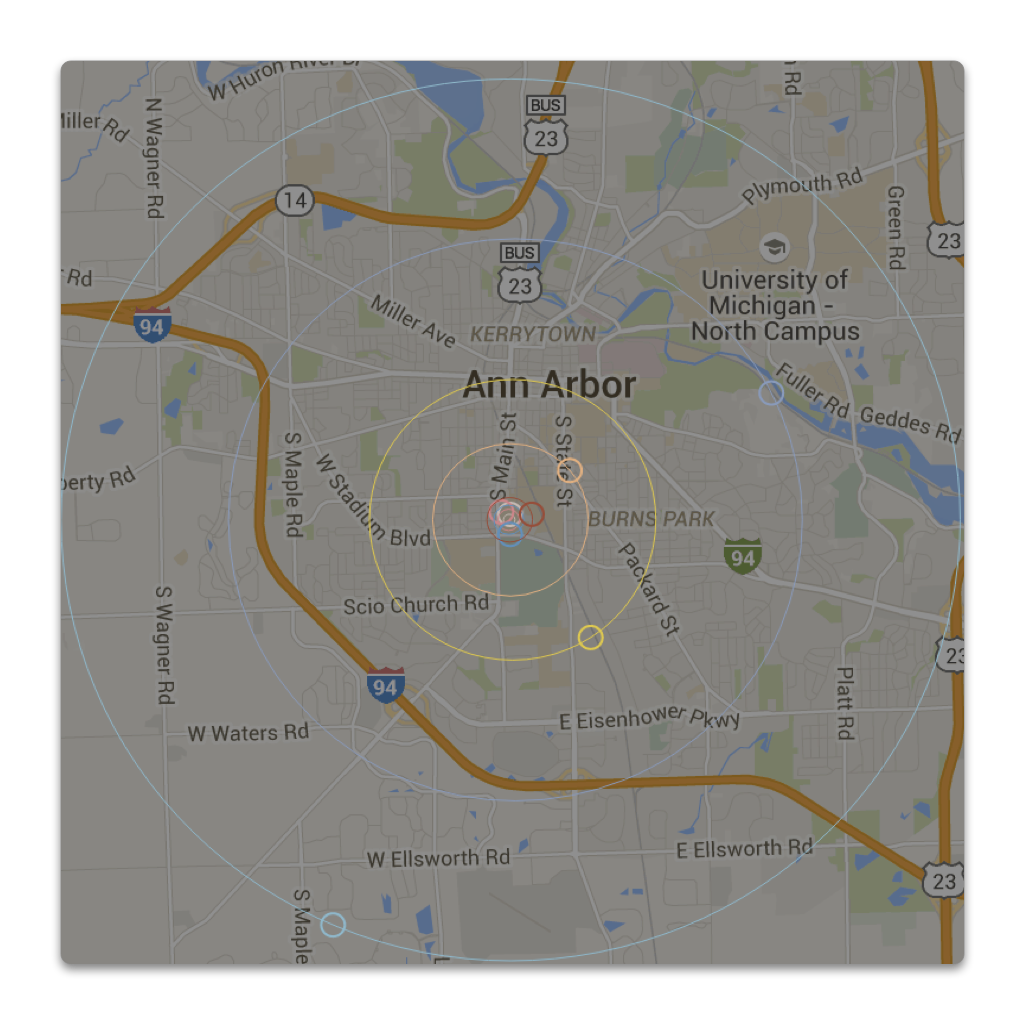 W Huron River Dr
n Rd
Miller Rd
N Wagner Rd
BUS
23
14
Plymouth Rd
Green Rd
23
BUS
23
University of
Michigan -
North Campus
Rd
94
Miller Ave
KERRYTOWN
Ann Arbor
Fuller Rd
Geddes Rd
S Main St
S State St
S Maple Rd
W Stadium Blvd
berty Rd
BURNS PARK
94
Packard St
Scio Church Rd
S Wagner Rd
23
94
Platt Rd
E Eisenhower Pkwy
W Waters Rd
E Ellsworth Rd
W Ellsworth Rd
23
S Maple